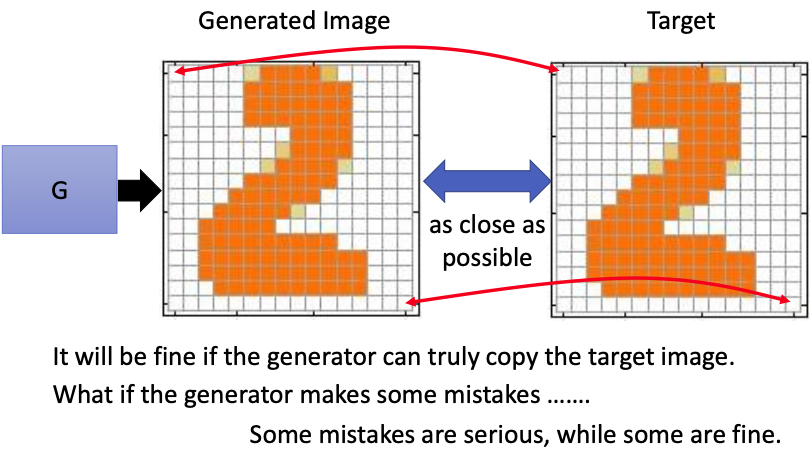 Generated Image
Target
G
as close as
possible
It will be fine if the generator can truly copy the target image.
What if the generator makes some mistakes …….
Some mistakes are serious, while some are fine.